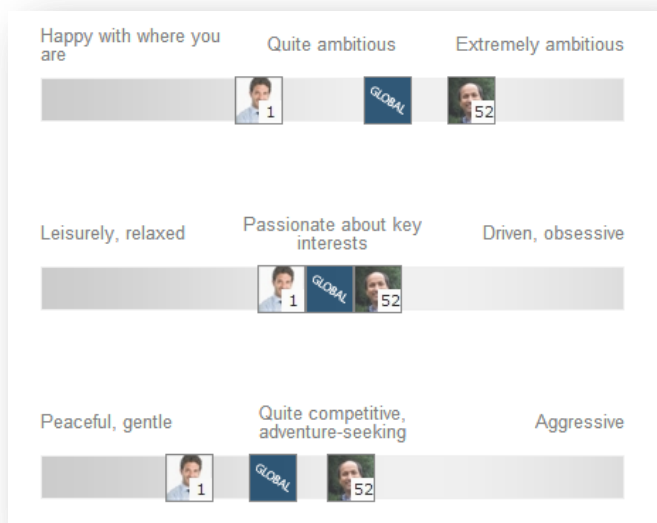 Happy with where you
are
Quite ambitious
Extremely ambitious
1
GLOBAL
52
Leisurely, relaxed
Passionate about key
interests
Driven, obsessive
1
GLOBAL
52
Peaceful, gentle
Quite competitive,
adventure-seeking
Aggressive
1
GLOBAL
52